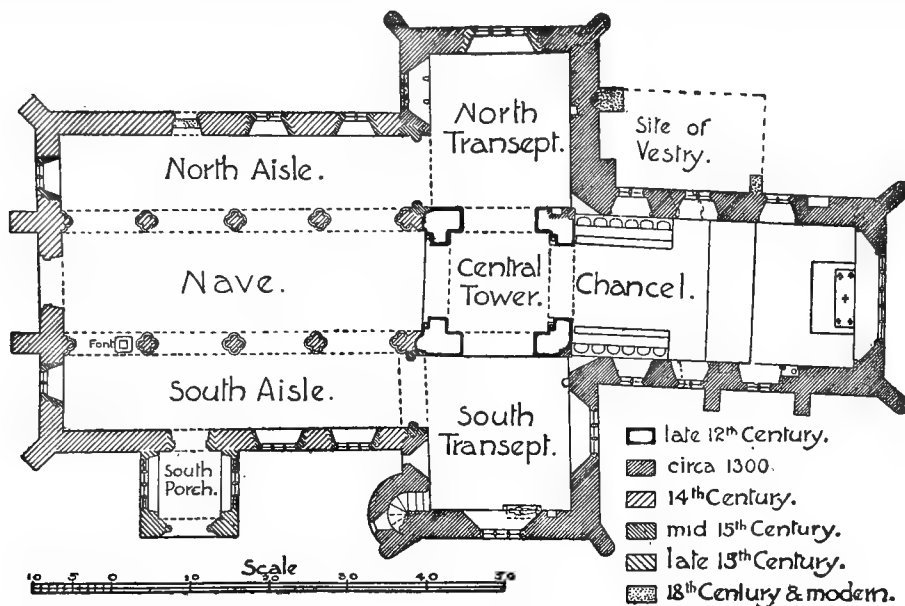 North
Transept.
Site of
Vestry.
North Aisle.
Nave.
Central
Tower.
Chancel.
Font
South Aisle.
South
Transept.
South
Porch.
late 12th Century.
circa 1300.
14th Century.
mid 15th Century.
late 15th Century.
18th Century & modern.
Scale
10 5 0 10 20 30 40 50